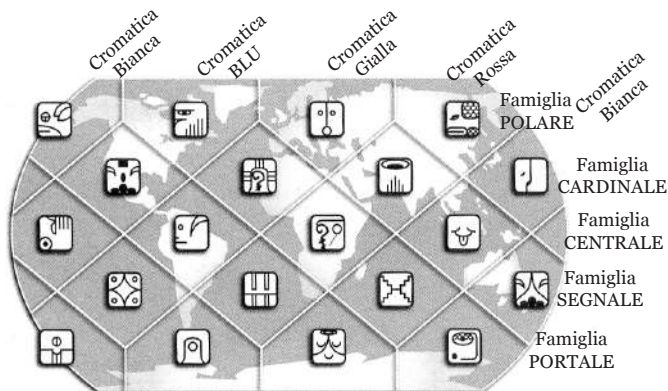 Cromatica
Bianca
Cromatica
BLU
Cromatica
Gialla
Cromatica
Rossa
Cromatica
Bianca
Famiglia
POLARE
Famiglia
CARDINALE
Famiglia
CENTRALE
Famiglia
SEGNALE
Famiglia
PORTALE